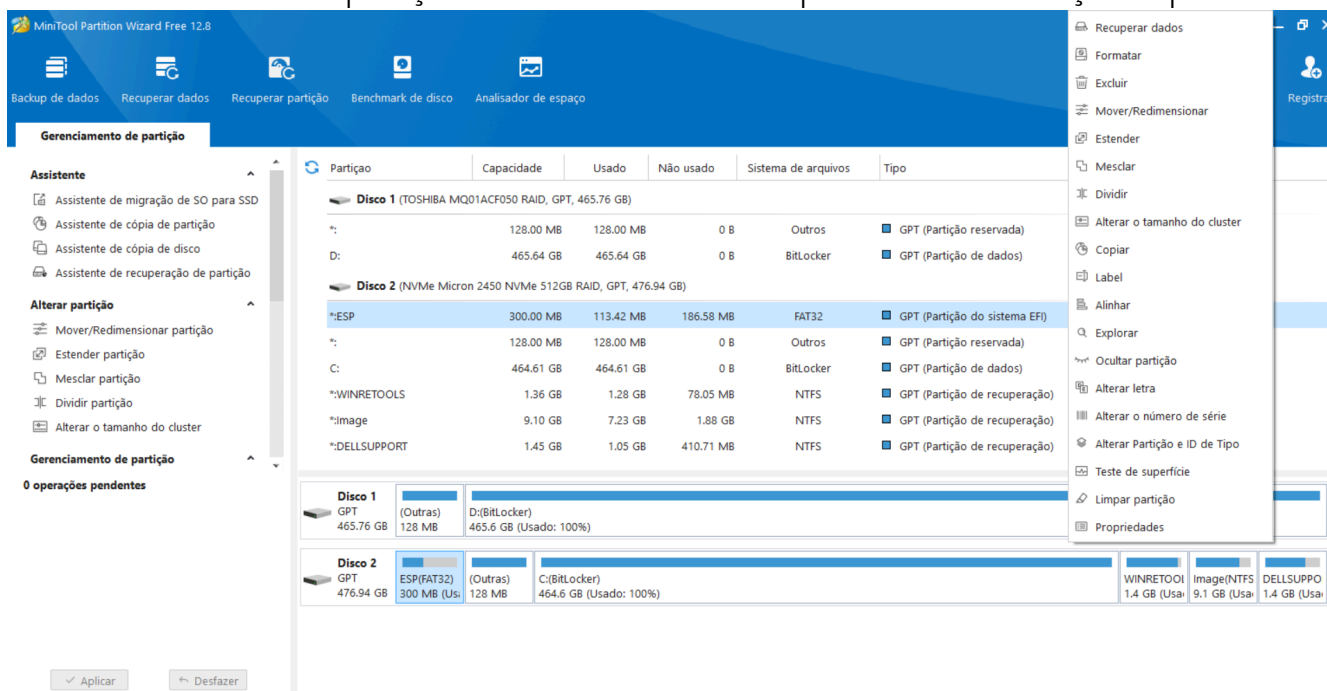 MiniTool Partition Wizard Free 12.8
Backup de dados
Recuperar dados
Recuperar partição
Benchmark de disco
Analisador de espaço
Registra
Gerenciamento de partição
Assistente
Assistente de migração de SO para SSD
Assistente de cópia de partição
Assistente de cópia de disco
Assistente de recuperação de partição
Alterar partição
Mover/Redimensionar partição
Estender partição
Mesclar partição
Dividir partição
Alterar o tamanho do cluster
Gerenciamento de partição
0 operações pendentes
Aplicar
Desfazer
Partiçao Capacidade Usado Não usado Sistema de arquivos Tipo
Disco 1 (TOSHIBA MQ01ACF050 RAID, GPT, 465.76 GB)
*: 128.00 MB 128.00 MB 0 B Outros GPT (Partição reservada)
D: 465.64 GB 465.64 GB 0 B BitLocker GPT (Partição de dados)
Disco 2 (NVMe Micron 2450 NVMe 512GB RAID, GPT, 476.94 GB)
*:ESP 300.00 MB 113.42 MB 186.58 MB FAT32 GPT (Partição do sistema EFI)
*: 128.00 MB 128.00 MB 0 B Outros GPT (Partição reservada)
C: 464.61 GB 464.61 GB 0 B BitLocker GPT (Partição de dados)
*:WINRETOOLS 1.36 GB 1.28 GB 78.05 MB NTFS GPT (Partição de recuperação)
*:Image 9.10 GB 7.23 GB 1.88 GB NTFS GPT (Partição de recuperação)
*:DELLSUPPORT 1.45 GB 1.05 GB 410.71 MB NTFS GPT (Partição de recuperação)
Disco 1
GPT
465.76 GB
(Outras)
128 MB
D:(BitLocker)
465.6 GB (Usado: 100%)
Disco 2
GPT
476.94 GB
ESP(FAT32)
300 MB (Usa
(Outras)
128 MB
C:(BitLocker)
464.6 GB (Usado: 100%)
WINRETOOL
1.4 GB (Usa
Image(NTFS
9.1 GB (Usa
DELLSUPPO
1.4 GB (Usa
Recuperar dados
Formatar
Excluir
Mover/Redimensionar
Estender
Mesclar
Dividir
Alterar o tamanho do cluster
Copiar
Label
Alinhar
Explorar
Ocultar partição
Alterar letra
Alterar o número de série
Alterar Partição e ID de Tipo
Teste de superfície
Limpar partição
Propriedades